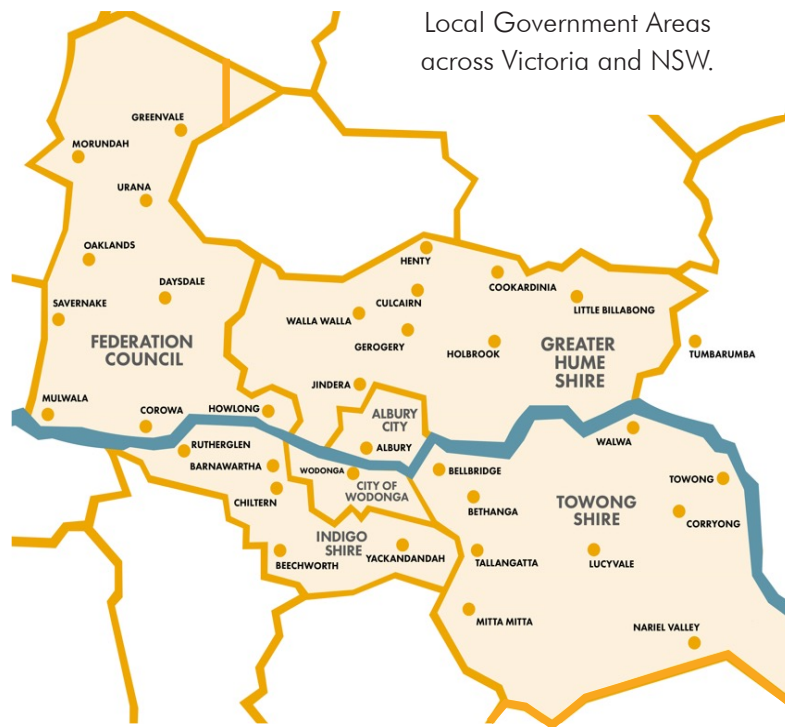 Local Government Areas
across Victoria and NSW.
GREENVALE
MORUNDAH
URANA
OAKLANDS
DAYSDALE
SAVERNAKE
FEDERATION
COUNCIL
MULWALA
COROWA
HOWLONG
HENTY
COOKARDINIA
CULCAIRN
LITTLE BILLABONG
WALLA WALLA
GEROGERY
HOLBROOK
GREATER
HUME
SHIRE
TUMBARUMBA
JINDERA
ALBURY
CITY
ALBURY
RUTHERGLEN
BARNAWARTHA
CHILTERN
WODONGA
CITY OF
WODONGA
INDIGO
SHIRE
BEECHWORTH
YACKANDANDAH
WALWA
BELLBRIDGE
BETHANGA
TOWONG
TOWONG
SHIRE
CORRYONG
TALLANGATTA
LUCYVALE
MITTA MITTA
NARIEL VALLEY